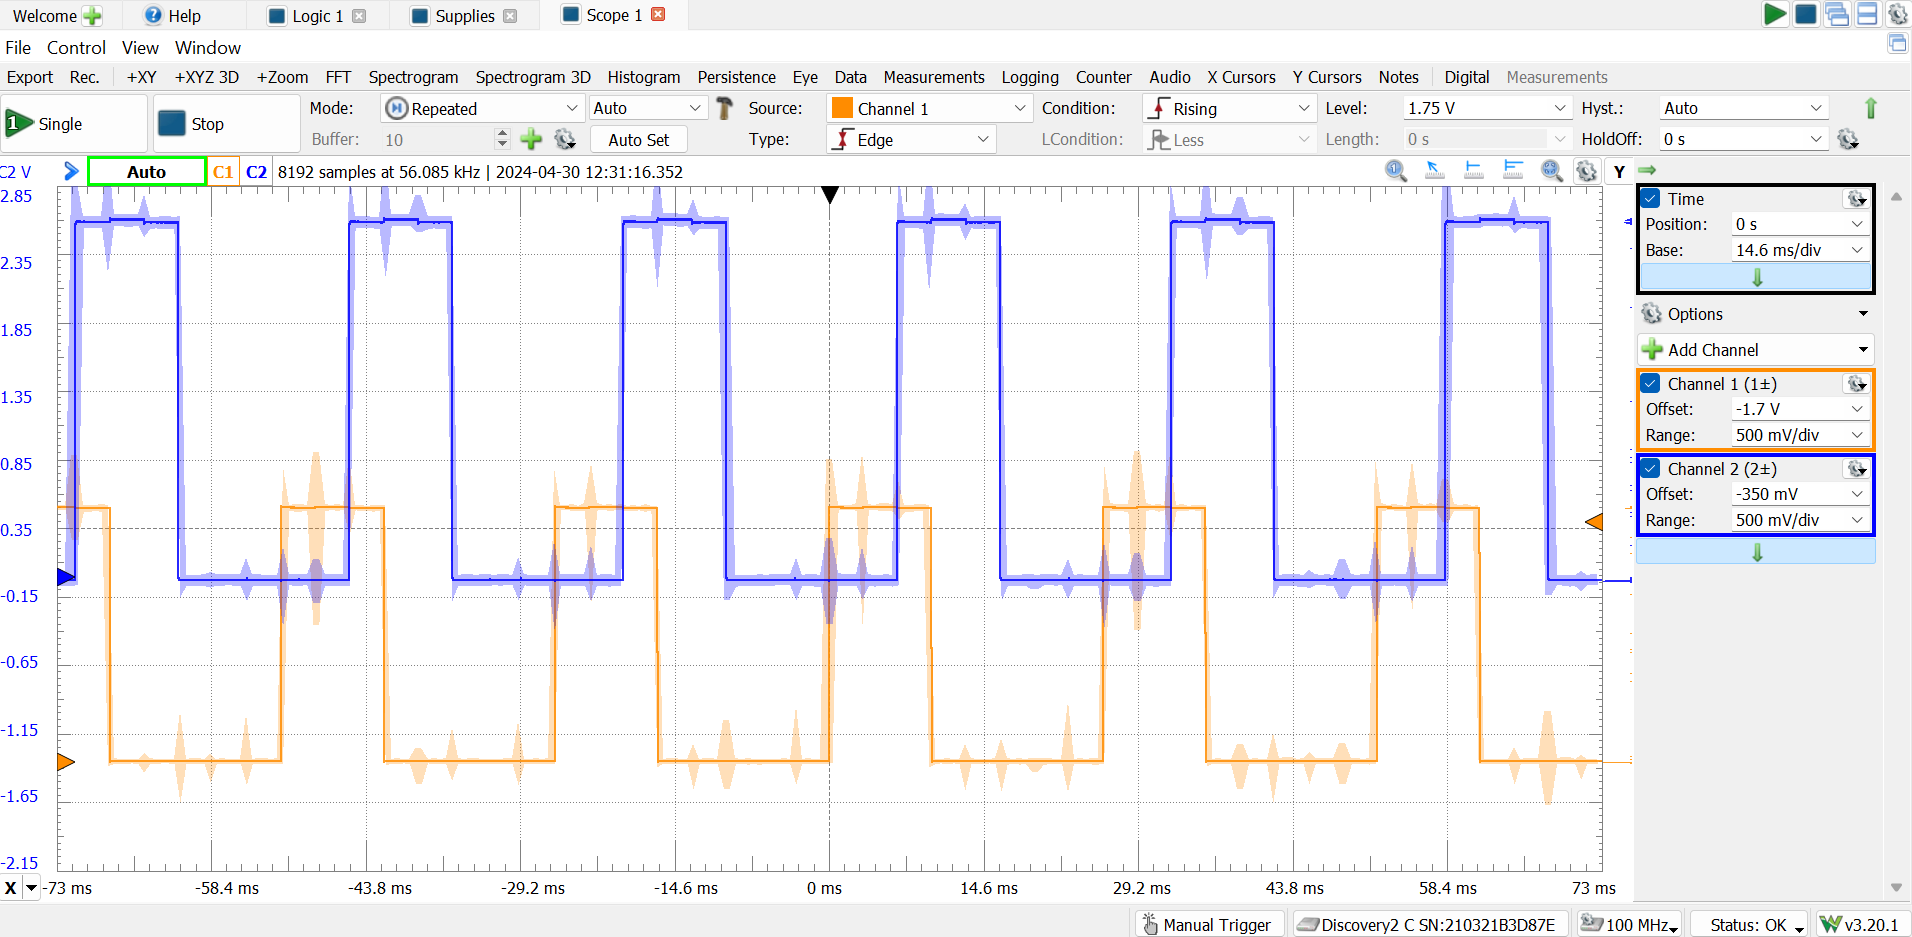 Welcome Help Logic 1 Supplies Scope 1
File Control View Window
Export Rec. +XY +XYZ 3D +Zoom FFT Spectrogram Spectrogram 3D Histogram Persistence Eye Data Measurements Logging Counter Audio X Cursors Y Cursors Notes Digital Measurements
1 Single Stop Mode: Repeated Auto Source: Channel 1 Condition: Rising Level: 1.75 V Hyst.: Auto
Buffer: 10 Auto Set Type: Edge LCondition: Less Length: 0 s HoldOff: 0 s
C2 V Auto C1 C2 8192 samples at 56.085 kHz | 2024-04-30 12:31:16.352 Y
2.85
2.35
1.85
1.35
0.85
0.35
-0.15
-0.65
-1.15
-1.65
-2.15
X -73 ms -58.4 ms -43.8 ms -29.2 ms -14.6 ms 0 ms 14.6 ms 29.2 ms 43.8 ms 58.4 ms 73 ms
Time
Position: 0 s
Base: 14.6 ms/div
Options
Add Channel
Channel 1 (1±)
Offset: -1.7 V
Range: 500 mV/div
Channel 2 (2±)
Offset: -350 mV
Range: 500 mV/div
Manual Trigger Discovery2 C SN:210321B3D87E 100 MHz Status: OK v3.20.1